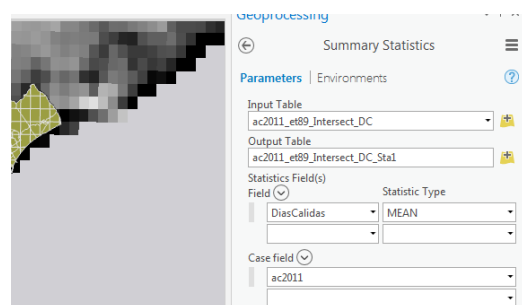 Geoprocessing
Summary Statistics
Parameters | Environments
?
Input Table
ac2011_et89_Intersect_DC
Output Table
ac2011_et89_Intersect_DC_Sta1
Statistics Field(s)
Field Statistic Type
DiasCalidas MEAN
Case field
ac2011